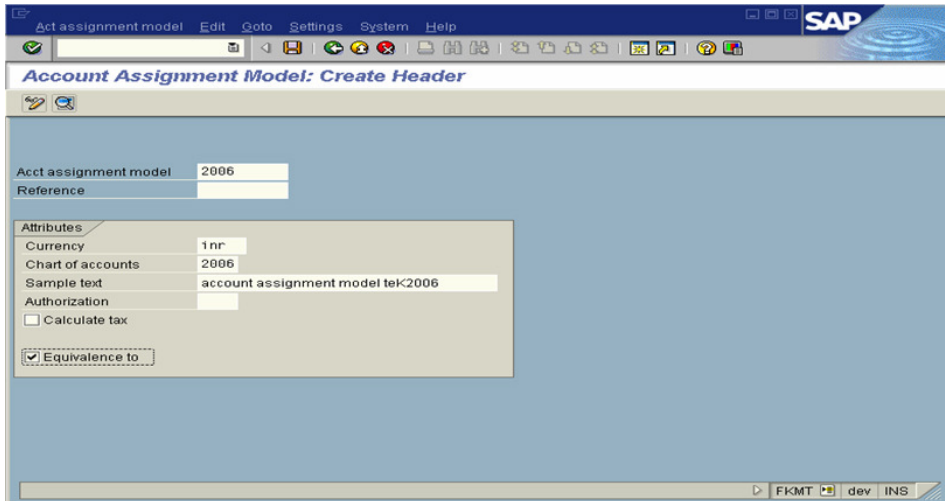 Act assignment model Edit Goto Settings System Help
SAP
Account Assignment Model: Create Header
Acct assignment model 2006
Reference
Attributes
Currency inr
Chart of accounts 2006
Sample text account assignment model teK2006
Authorization
Calculate tax
Equivalence to
FKMT dev INS